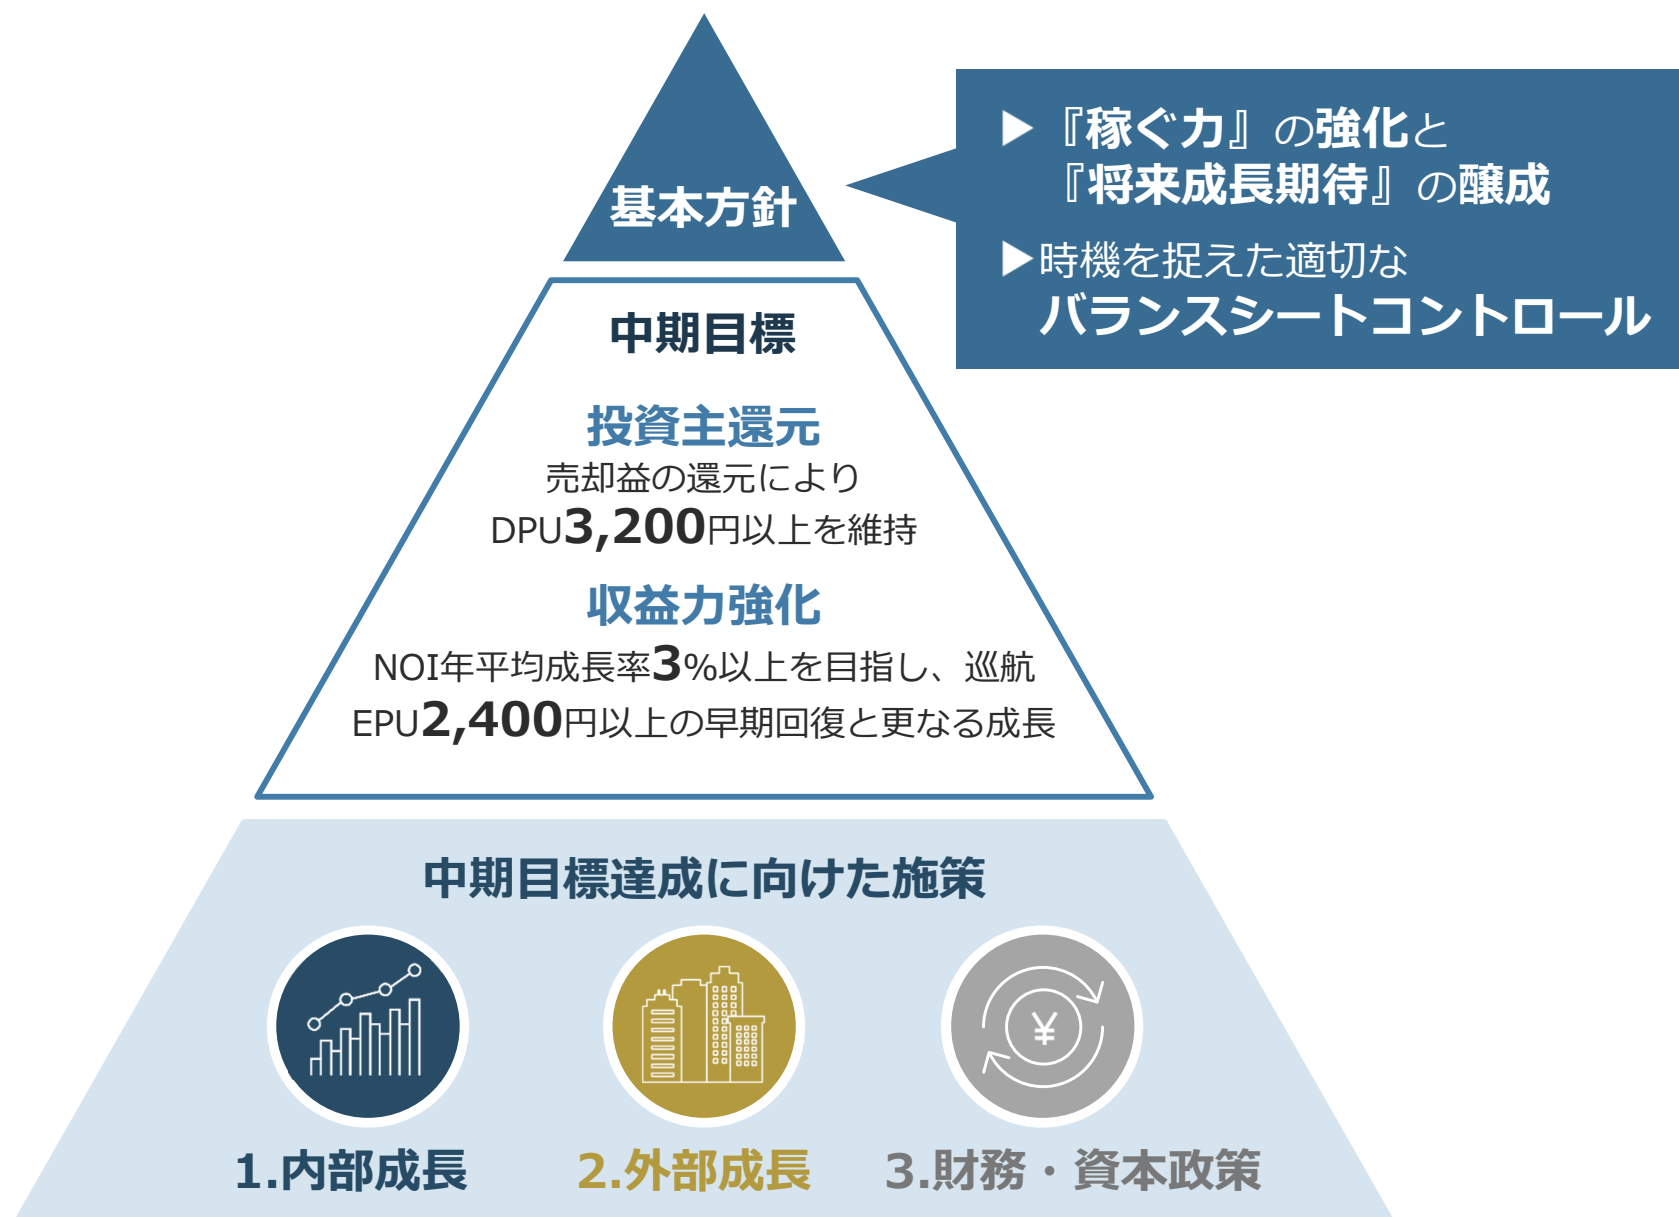 基本方針
▶『稼ぐ力』の強化と
『将来成長期待』の醸成
▶時機を捉えた適切な
バランスシートコントロール
中期目標
投資主還元
売却益の還元により
DPU3,200円以上を維持
収益力強化
NOI年平均成長率3%以上を目指し、巡航
EPU2,400円以上の早期回復と更なる成長
中期目標達成に向けた施策
¥
1.内部成長
2.外部成長
3.財務・資本政策